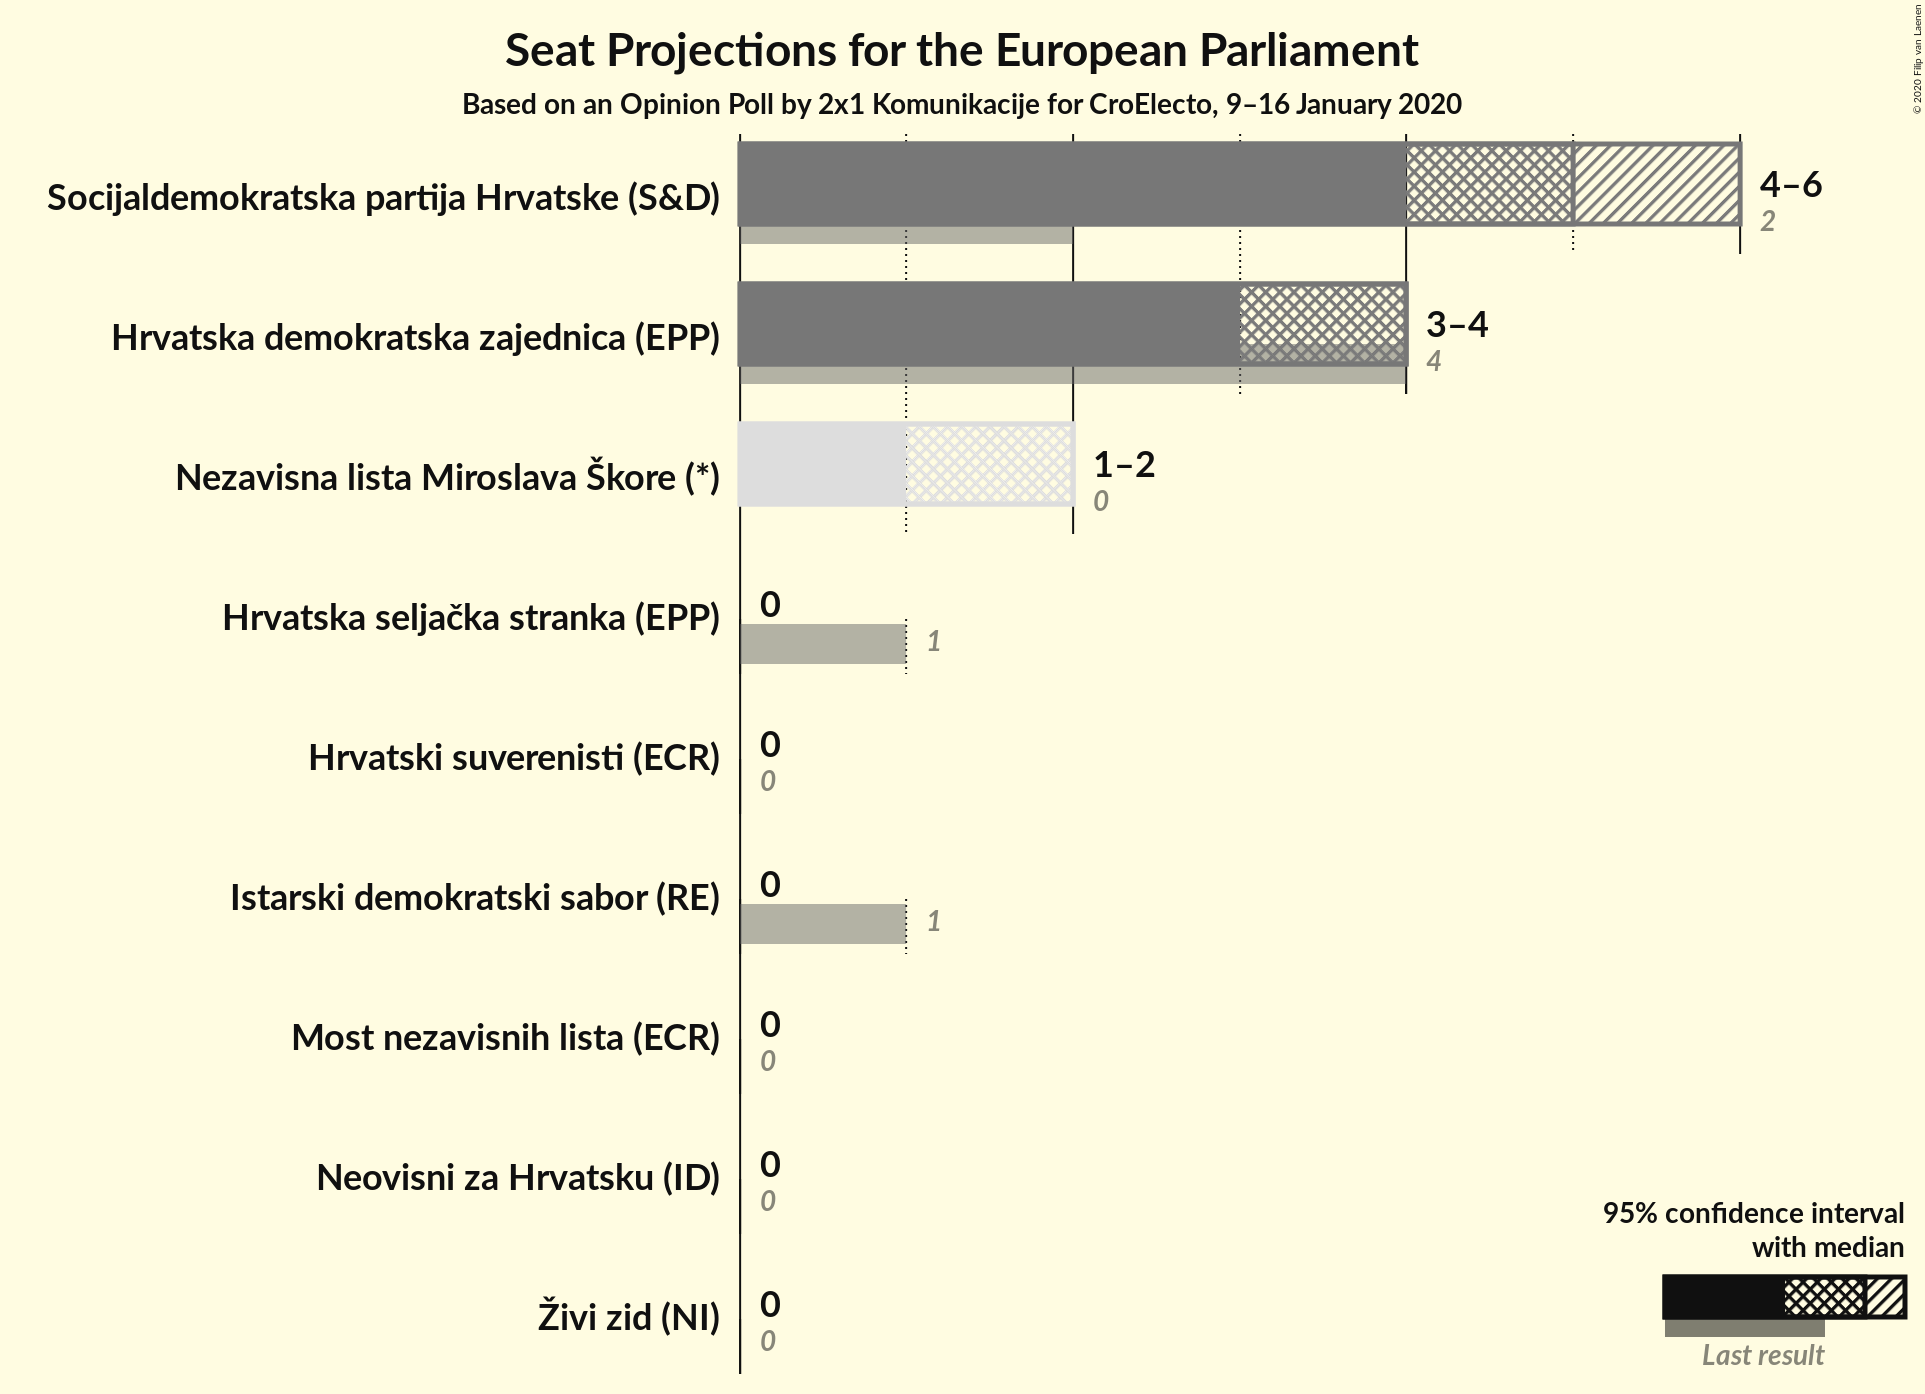 Seat Projections for the European Parliament
Based on an Opinion Poll by 2x1 Komunikacije for CroElecto, 9–16 January 2020
© 2020 Filip van Laenen
Socijaldemokratska partija Hrvatske (S&D)
4–6
2
Hrvatska demokratska zajednica (EPP)
3–4
4
Nezavisna lista Miroslava Škore (*)
1–2
0
Hrvatska seljačka stranka (EPP)
0
1
Hrvatski suverenisti (ECR)
0
0
Istarski demokratski sabor (RE)
0
1
Most nezavisnih lista (ECR)
0
0
Neovisni za Hrvatsku (ID)
0
0
Živi zid (NI)
0
0
95% confidence interval
with median
Last result